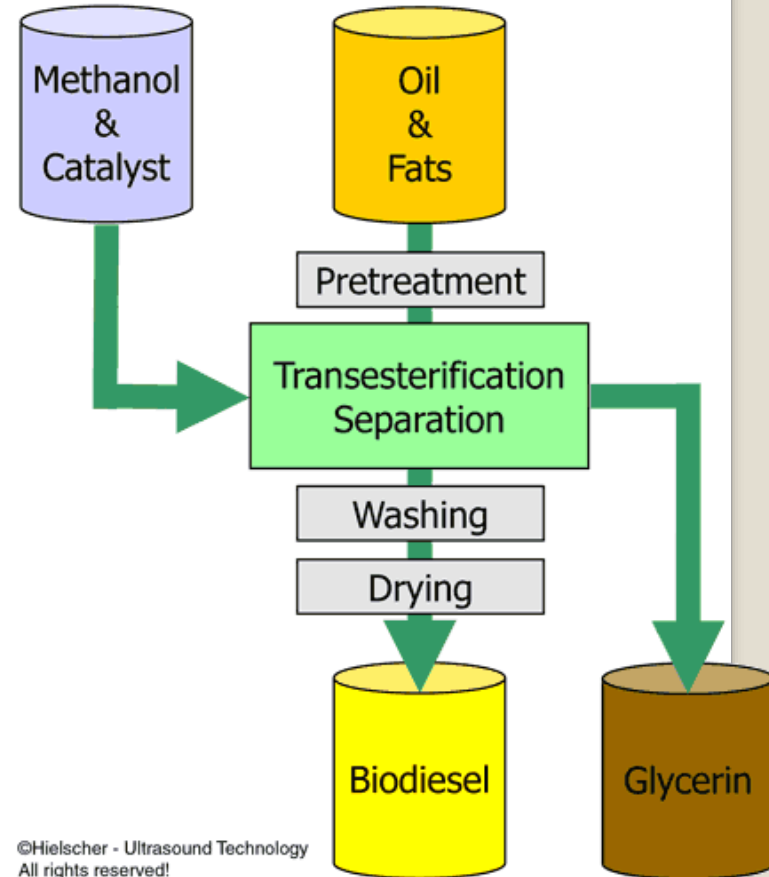 Methanol
&
Catalyst
Oil
&
Fats
Pretreatment
Transesterification
Separation
Washing
Drying
Biodiesel
Glycerin
©Hielscher - Ultrasound Technology
All rights reserved!